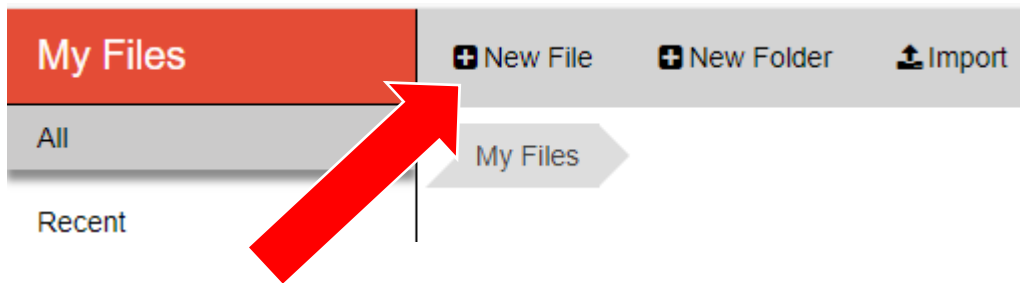 My Files
New File
New Folder
Import
All
My Files
Recent